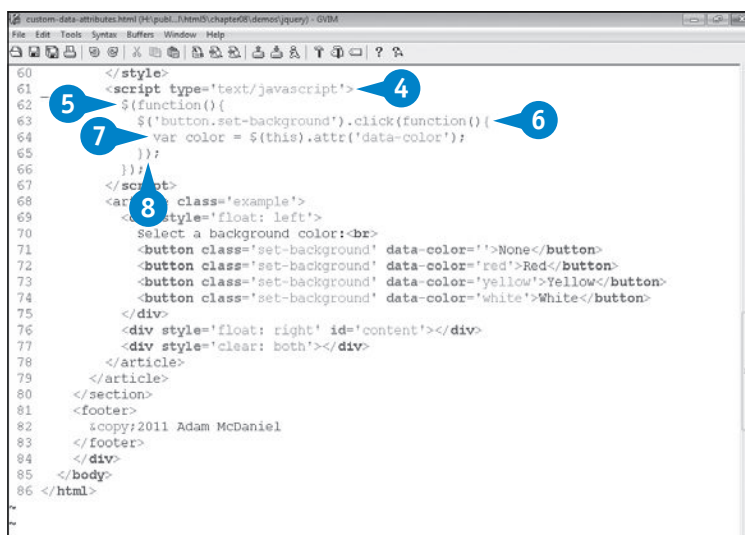 custom-data-attributes.html (H:\publ...l\html5\chapter08\demos\jquery) - GVIM
File Edit Tools Syntax Buffers Window Help
60 </style>
61 <script type='text/javascript'> 4
62 $(function(){ 5
63 $('button.set-background').click(function(){ 6
64 var color = $(this).attr('data-color'); 7
65 });
66 });
67 </script> 8
68 <article class='example'>
69 style='float: left'>
70 Select a background color:<br>
71 <button class='set-background' data-color=''>None</button>
72 <button class='set-background' data-color='red'>Red</button>
73 <button class='set-background' data-color='yellow'>Yellow</button>
74 <button class='set-background' data-color='white'>White</button>
75 </div>
76 <div style='float: right' id='content'></div>
77 <div style='clear: both'></div>
78 </article>
79 </article>
80 </section>
81 <footer>
82 &copy;2011 Adam McDaniel
83 </footer>
84 </div>
85 </body>
86 </html>
~
~